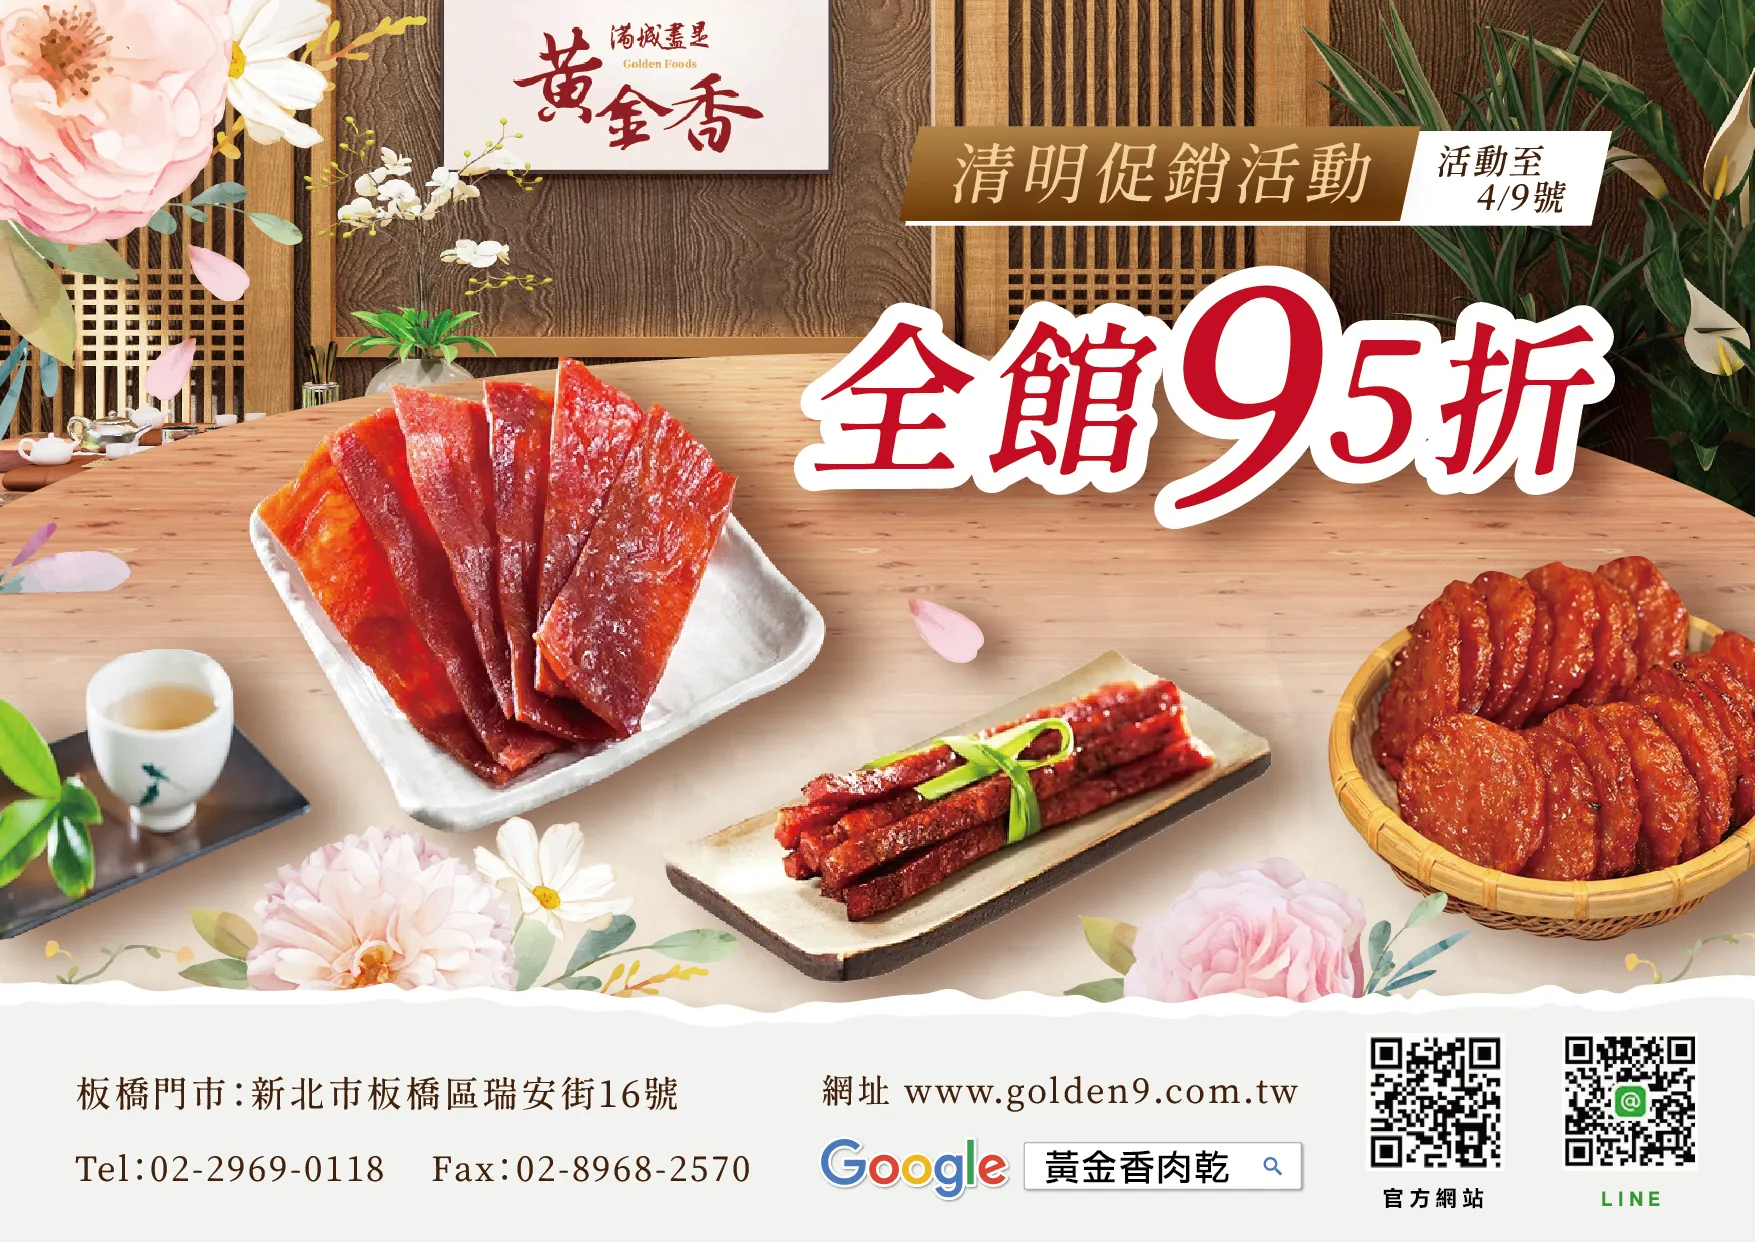 滿城盡是
Golden Foods
黃金香
清明促銷活動
活動至
4/9號
全館95折
板橋門市：新北市板橋區瑞安街16號
Tel：02-2969-0118 Fax：02-8968-2570
網址 www.golden9.com.tw
Google 黃金香肉乾
官方網站
LINE